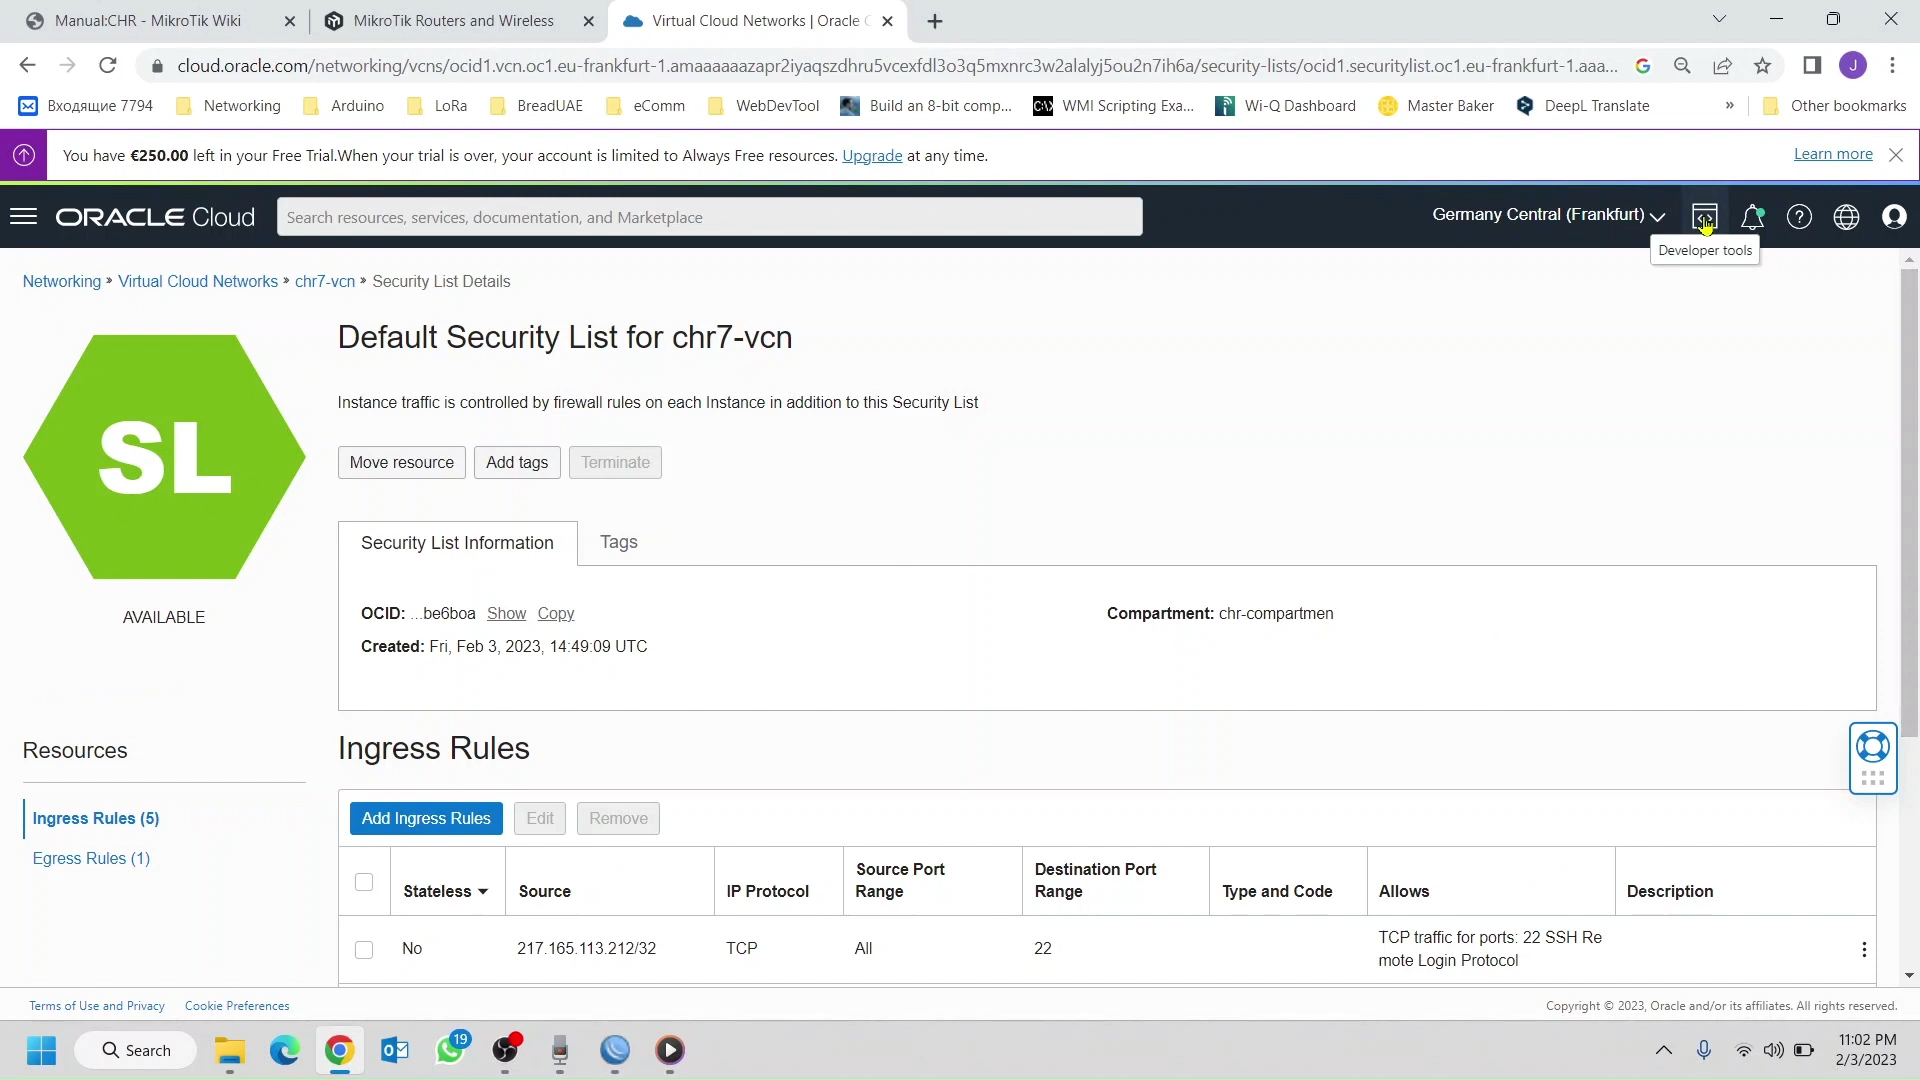 Manual:CHR - MikroTik Wiki
MikroTik Routers and Wireless
Virtual Cloud Networks | Oracle C
cloud.oracle.com/networking/vcns/ocid1.vcn.oc1.eu-frankfurt-1.amaaaaaazapr2iyaqszdhru5vcexfdl3o3q5mxnrc3w2alalyj5ou2n7ih6a/security-lists/ocid1.securitylist.oc1.eu-frankfurt-1.aaa...
Входящие 7794
Networking
Arduino
LoRa
BreadUAE
eComm
WebDevTool
Build an 8-bit comp...
WMI Scripting Exa...
Wi-Q Dashboard
Master Baker
DeepL Translate
»
Other bookmarks
You have €250.00 left in your Free Trial.When your trial is over, your account is limited to Always Free resources. Upgrade at any time.
Learn more
ORACLE Cloud
Search resources, services, documentation, and Marketplace
Germany Central (Frankfurt)
Developer tools
Networking » Virtual Cloud Networks » chr7-vcn » Security List Details
SL
AVAILABLE
Default Security List for chr7-vcn
Instance traffic is controlled by firewall rules on each Instance in addition to this Security List
Move resource
Add tags
Terminate
Security List Information
Tags
OCID: ...be6boa Show Copy
Compartment: chr-compartmen
Created: Fri, Feb 3, 2023, 14:49:09 UTC
Resources
Ingress Rules (5)
Egress Rules (1)
Ingress Rules
Add Ingress Rules
Edit
Remove
Stateless
Source
IP Protocol
Source Port Range
Destination Port Range
Type and Code
Allows
Description
No
217.165.113.212/32
TCP
All
22
TCP traffic for ports: 22 SSH Re
mote Login Protocol
Terms of Use and Privacy
Cookie Preferences
Copyright © 2023, Oracle and/or its affiliates. All rights reserved.
Search
19
11:02 PM
2/3/2023